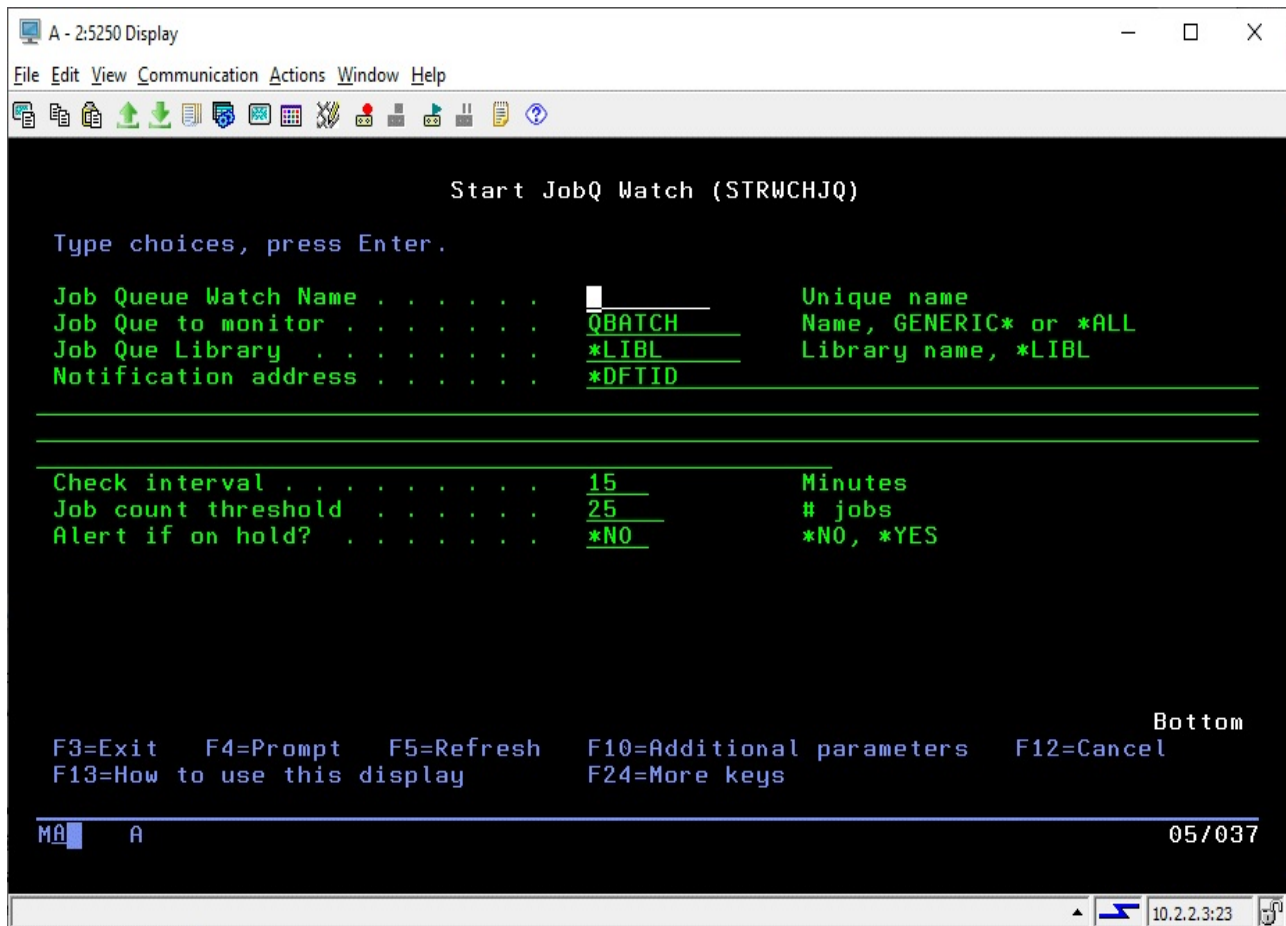 A - 2:5250 Display
File Edit View Communication Actions Window Help
Start JobQ Watch (STRWCHJQ)
Type choices, press Enter.
Job Queue Watch Name . . . . . . Unique name
Job Que to monitor . . . . . . . QBATCH Name, GENERIC* or *ALL
Job Que Library . . . . . . . . *LIBL Library name, *LIBL
Notification address . . . . . . *DFTID
Check interval . . . . . . . . . 15 Minutes
Job count threshold . . . . . . 25 # jobs
Alert if on hold? . . . . . . . *NO *NO, *YES
Bottom
F3=Exit F4=Prompt F5=Refresh F10=Additional parameters F12=Cancel
F13=How to use this display F24=More keys
MA A 05/037
10.2.2.3:23